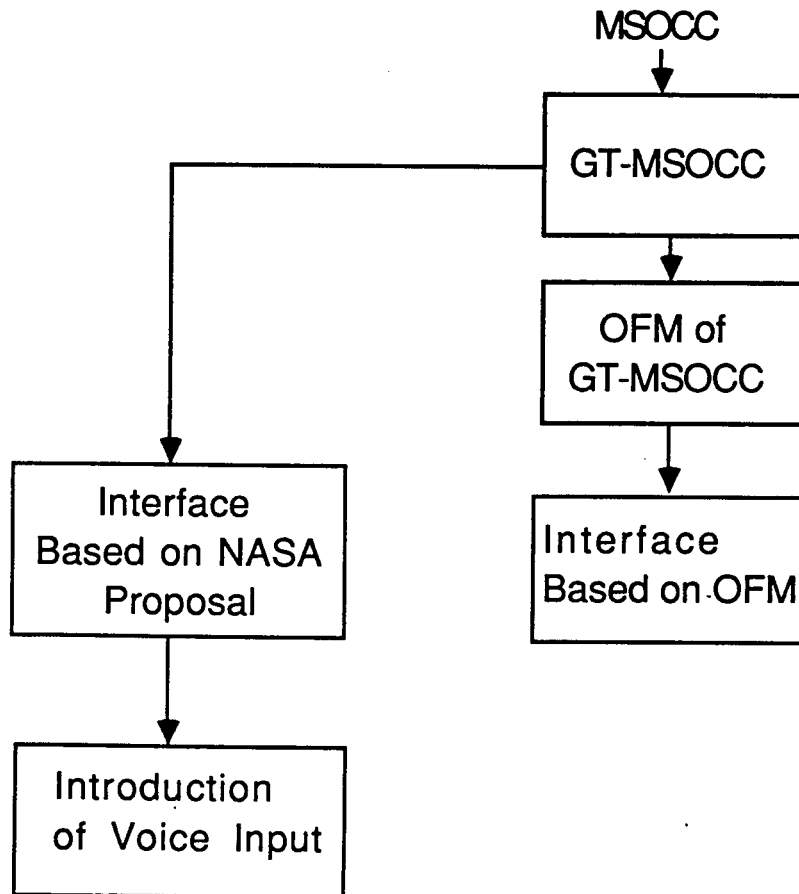 MSOCC
GT-MSOCC
OFM of
GT-MSOCC
Interface
Based on NASA
Proposal
Interface
Based on OFM
Introduction
of Voice Input